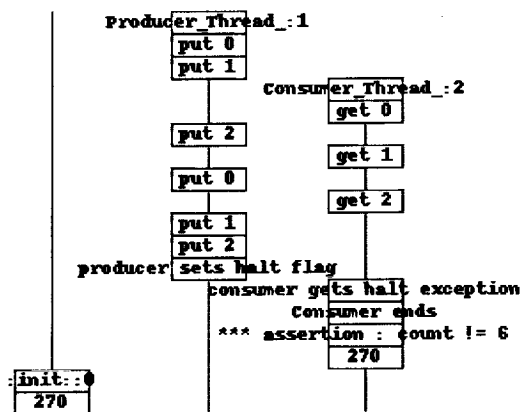 Producer_Thread_:1
put 0
put 1
Consumer_Thread_:2
get 0
put 2
get 1
put 0
get 2
put 1
put 2
producer sets halt flag
consumer gets halt exception
Consumer ends
*** assertion : count != 6
270
:init::0
270